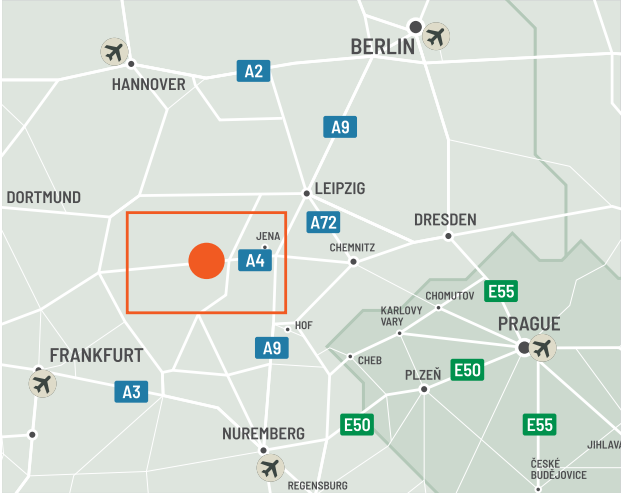 BERLIN
HANNOVER
A2
A9
DORTMUND
LEIPZIG
A72
DRESDEN
JENA
CHEMNITZ
A4
CHOMUTOV
E55
KARLOVY
VARY
PRAGUE
HOF
A9
FRANKFURT
CHEB
PLZEŇ
E50
A3
E50
E55
NUREMBERG
JIHLAVA
ČESKÉ
BUDĚJOVICE
REGENSBURG